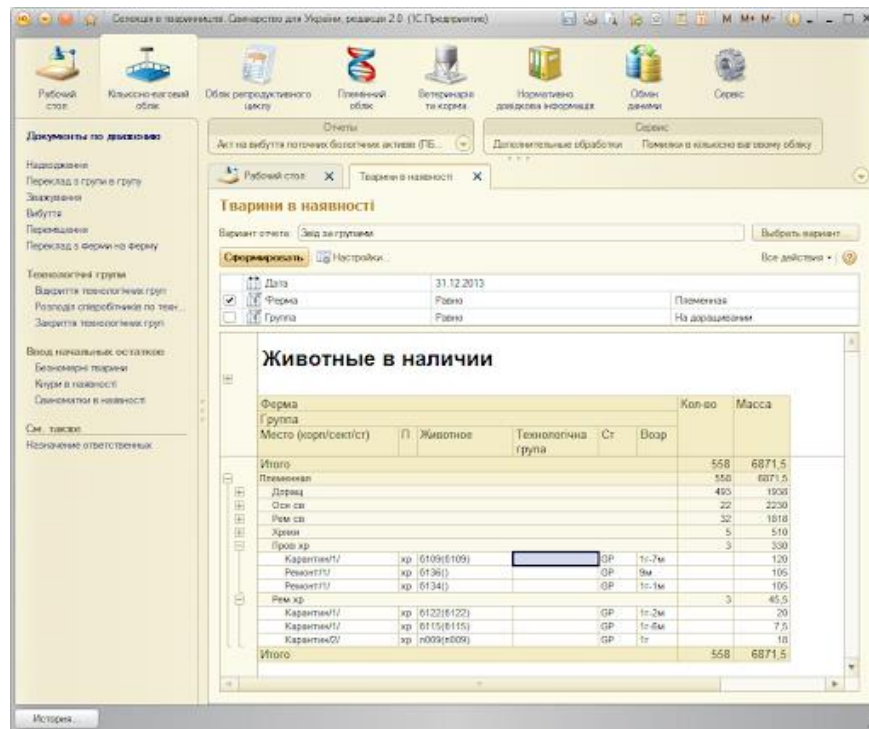 Селекція в тваринництві. Свинарство для України, редакція 2.0 (1С:Предприятие)
M M+ M-
Рабочий стол
Кількісно-ваговий облік
Облік репродуктивного циклу
Племінний облік
Ветеринарія та корма
Нормативно довідкова інформація
Обмін даними
Сервіс
Документы по движению
Надходження
Переклад з групи в групу
Зважування
Вибуття
Переміщення
Переклад з ферми на ферму
Технологічні групи
Відкриття технологічних груп
Розподіл співробітників по техн...
Закриття технологічних груп
Ввод начальных остатков
Безномерні тварини
Кнури в наявності
Свиноматки в наявності
См. также
Назначение ответственных
Отчеты
Акт на вибуття поточних біологічних активів (ПБ...
Сервис
Дополнительные обработки
Помилки в кількісно ваговому обліку
Рабочий стол
Тварини в наявності
Тварини в наявності
Вариант отчета: Звід за групами
Выбрать вариант...
Сформировать
Настройки...
Все действия
Дата 31.12.2013
Ферма Равно Племенная
Группа Равно На доращивании
Животные в наличии
Ферма Кол-во Масса
Группа
Место (корп/сект/ст) П Животное Технологічна група Ст Возр
Итого 558 6871,5
Племенная 558 6871,5
Доращ 493 1938
Осн св 22 2230
Рем св 32 1818
Хряки 5 510
Пров хр 3 330
Карантин/1/ хр 6109(6109) GP 1г-7м 120
Ремонт/1/ хр 6136() GP 9м 105
Ремонт/1/ хр 6134() GP 1г-1м 105
Рем хр 3 45,5
Карантин/1/ хр 6122(6122) GP 1г-2м 20
Карантин/1/ хр 6115(6115) GP 1г-6м 7,5
Карантин/2/ хр п009(п009) GP 1г 18
Итого 558 6871,5
История...